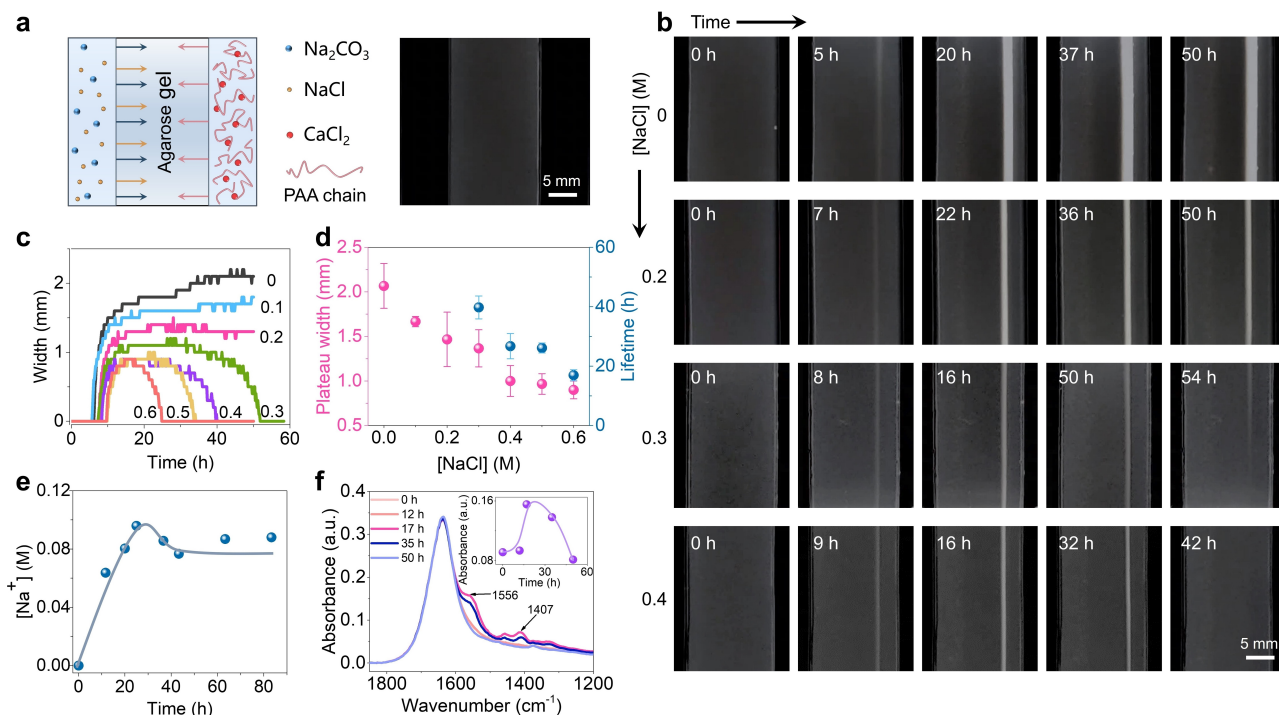 a
Agarose gel
Na₂CO₃
NaCl
CaCl₂
PAA chain
5 mm
b
Time
[NaCl] (M)
0 h
5 h
20 h
37 h
50 h
0
0 h
7 h
22 h
36 h
50 h
0.2
0 h
8 h
16 h
50 h
54 h
0.3
0 h
9 h
16 h
32 h
42 h
0.4
5 mm
c
Width (mm)
2
1
0
0
0.1
0.2
0.6
0.5
0.4
0.3
0
20
40
60
Time (h)
d
Plateau width (mm)
2.5
2.0
1.5
1.0
0.5
60
40
20
0
Lifetime (h)
0.0
0.2
0.4
0.6
[NaCl] (M)
e
[Na⁺] (M)
0.12
0.08
0.04
0.00
0
20
40
60
80
Time (h)
f
Absorbance (a.u.)
0.4
0.3
0.2
0.1
0.0
0 h
12 h
17 h
35 h
50 h
Absorbance (a.u.)
0.16
0.08
0
30
60
Time (h)
1556
1407
1800
1600
1400
1200
Wavenumber (cm⁻¹)